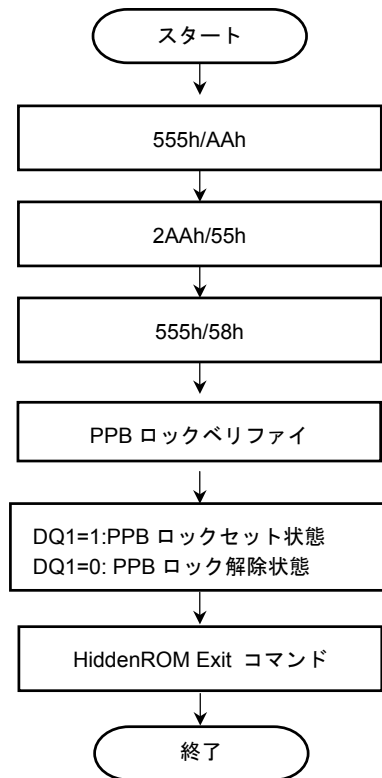 スタート
555h/AAh
2AAh/55h
555h/58h
PPB ロックベリファイ
DQ1=1:PPB ロックセット状態
DQ1=0: PPB ロック解除状態
HiddenROM Exit コマンド
終了